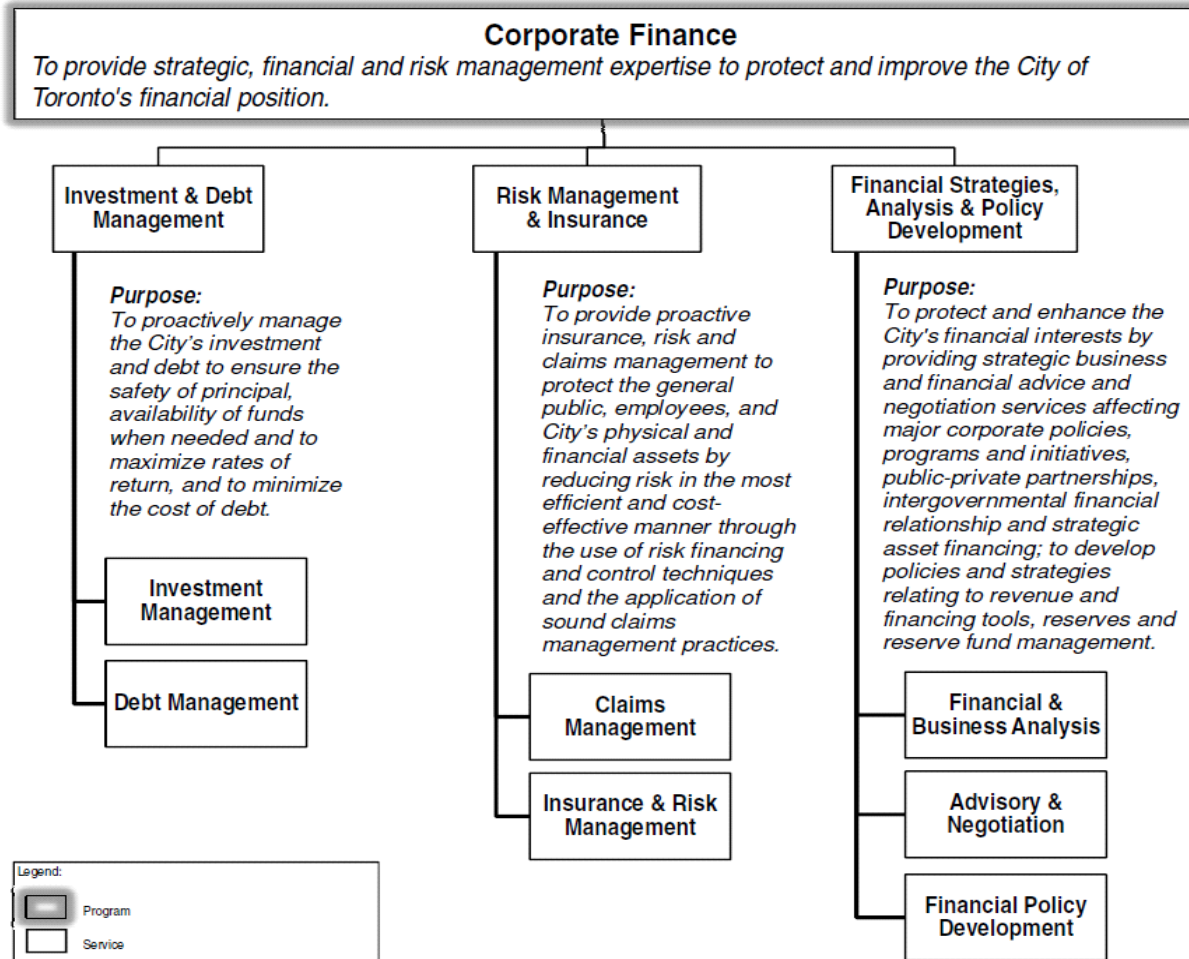 Corporate Finance
To provide strategic, financial and risk management expertise to protect and improve the City of
Toronto's financial position.
Investment & Debt
Management
Purpose:
To proactively manage
the City's investment
and debt to ensure the
safety of principal,
availability of funds
when needed and to
maximize rates of
return, and to minimize
the cost of debt.
Investment
Management
Debt Management
Risk Management
& Insurance
Purpose:
To provide proactive
insurance, risk and
claims management to
protect the general
public, employees, and
City's physical and
financial assets by
reducing risk in the most
efficient and cost-
effective manner through
the use of risk financing
and control techniques
and the application of
sound claims
management practices.
Claims
Management
Insurance & Risk
Management
Financial Strategies,
Analysis & Policy
Development
Purpose:
To protect and enhance the
City's financial interests by
providing strategic business
and financial advice and
negotiation services affecting
major corporate policies,
programs and initiatives,
public-private partnerships,
intergovernmental financial
relationship and strategic
asset financing; to develop
policies and strategies
relating to revenue and
financing tools, reserves and
reserve fund management.
Financial &
Business Analysis
Advisory &
Negotiation
Financial Policy
Development
Legend:
Program
Service